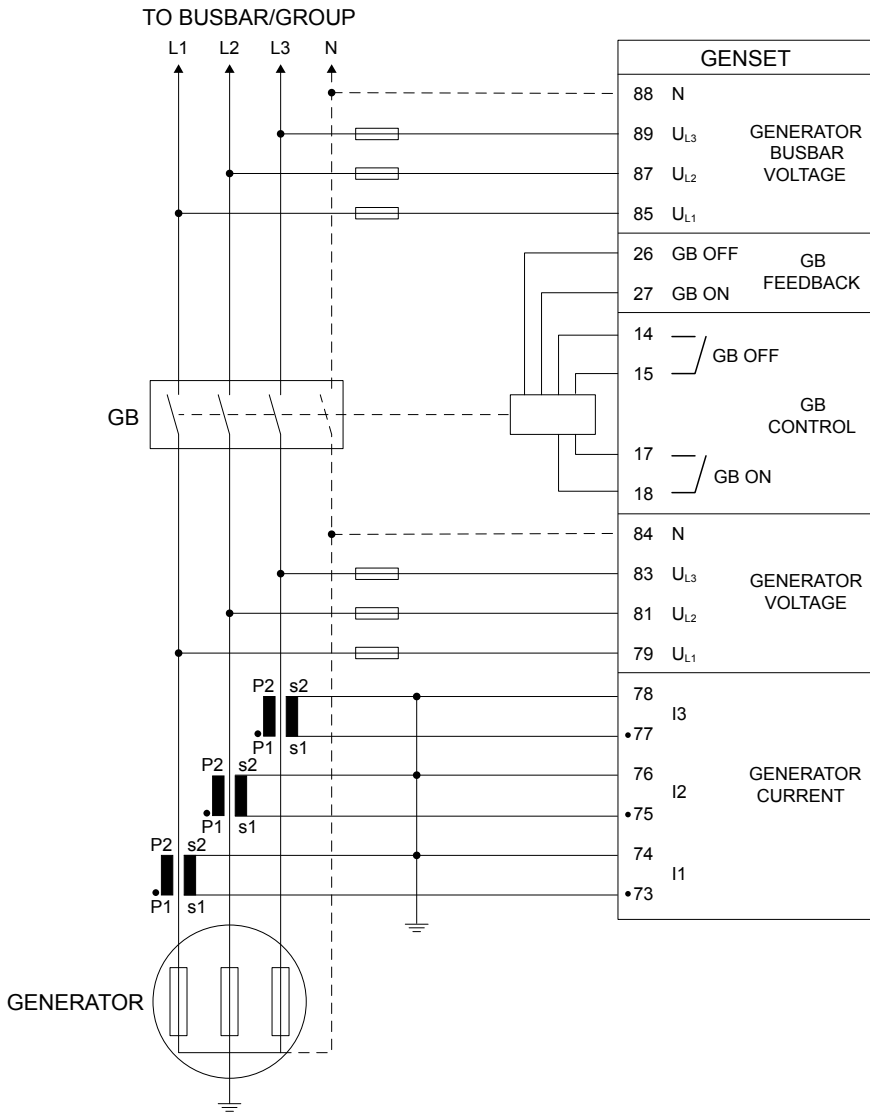 TO BUSBAR/GROUP
L1 L2 L3 N
GENSET
88 N
89 UL3
87 UL2
85 UL1
GENERATOR
BUSBAR
VOLTAGE
26 GB OFF
27 GB ON
GB
FEEDBACK
14
GB OFF
15
GB
CONTROL
17
GB ON
18
GB
84 N
83 UL3
81 UL2
79 UL1
GENERATOR
VOLTAGE
P2 s2
P1 s1
78
I3
77
P2 s2
P1 s1
76
I2
75
GENERATOR
CURRENT
P2 s2
P1 s1
74
I1
73
GENERATOR